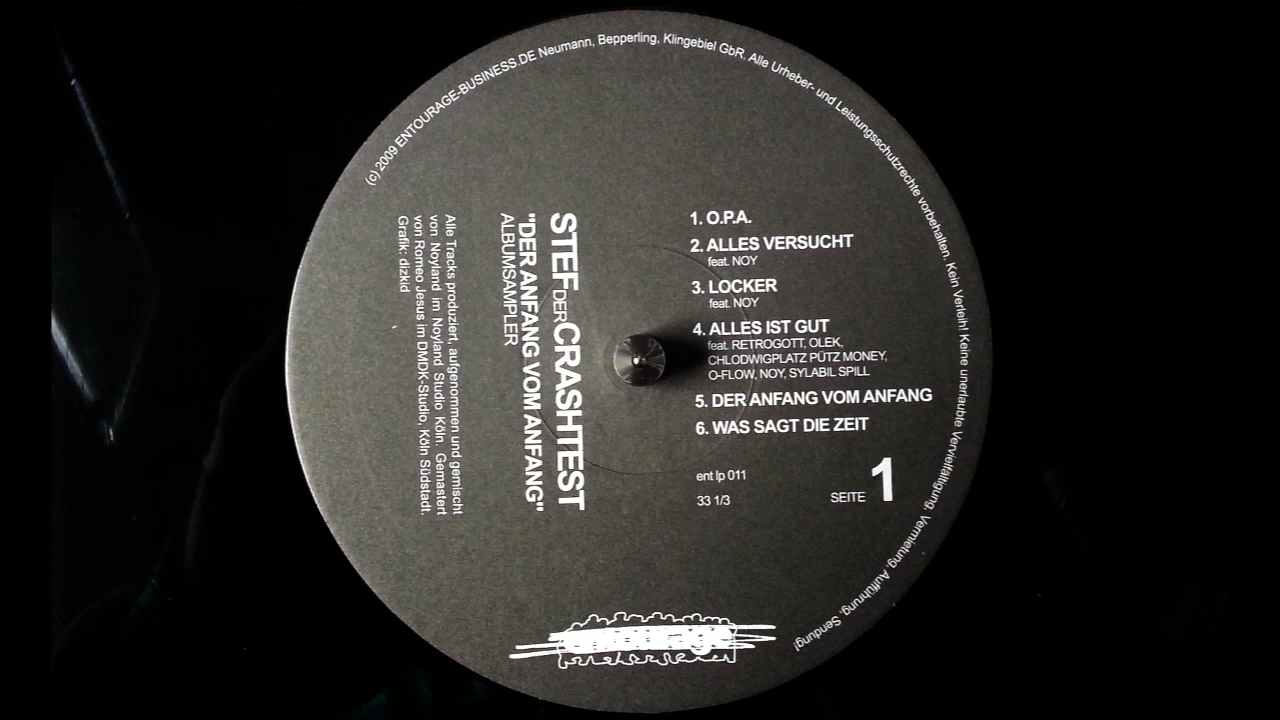 (c) 2009 ENTOURAGE-BUSINESS.DE Neumann, Bepperling, Klingebiel GbR. Alle Urheber- und Leistungsschutzrechte vorbehalten. Kein Verleih! Keine unerlaubte Vervielfältigung, Vermietung, Aufführung, Sendung!
STEF DER CRASHTEST
"DER ANFANG VOM ANFANG"
ALBUMSAMPLER
Alle Tracks produziert, aufgenommen und gemischt
von Noyland im Noyland Studio Köln. Gemastert
von Romeo Jesus im DMDK-Studio, Köln Südstadt.
Grafik: dizkid
1. O.P.A.
2. ALLES VERSUCHT
feat. NOY
3. LOCKER
feat. NOY
4. ALLES IST GUT
feat. RETROGOTT, OLEK,
CHLODWIGPLATZ PÜTZ MONEY,
O-FLOW, NOY, SYLABIL SPILL
5. DER ANFANG VOM ANFANG
6. WAS SAGT DIE ZEIT
ent lp 011
33 1/3
SEITE 1
entourage